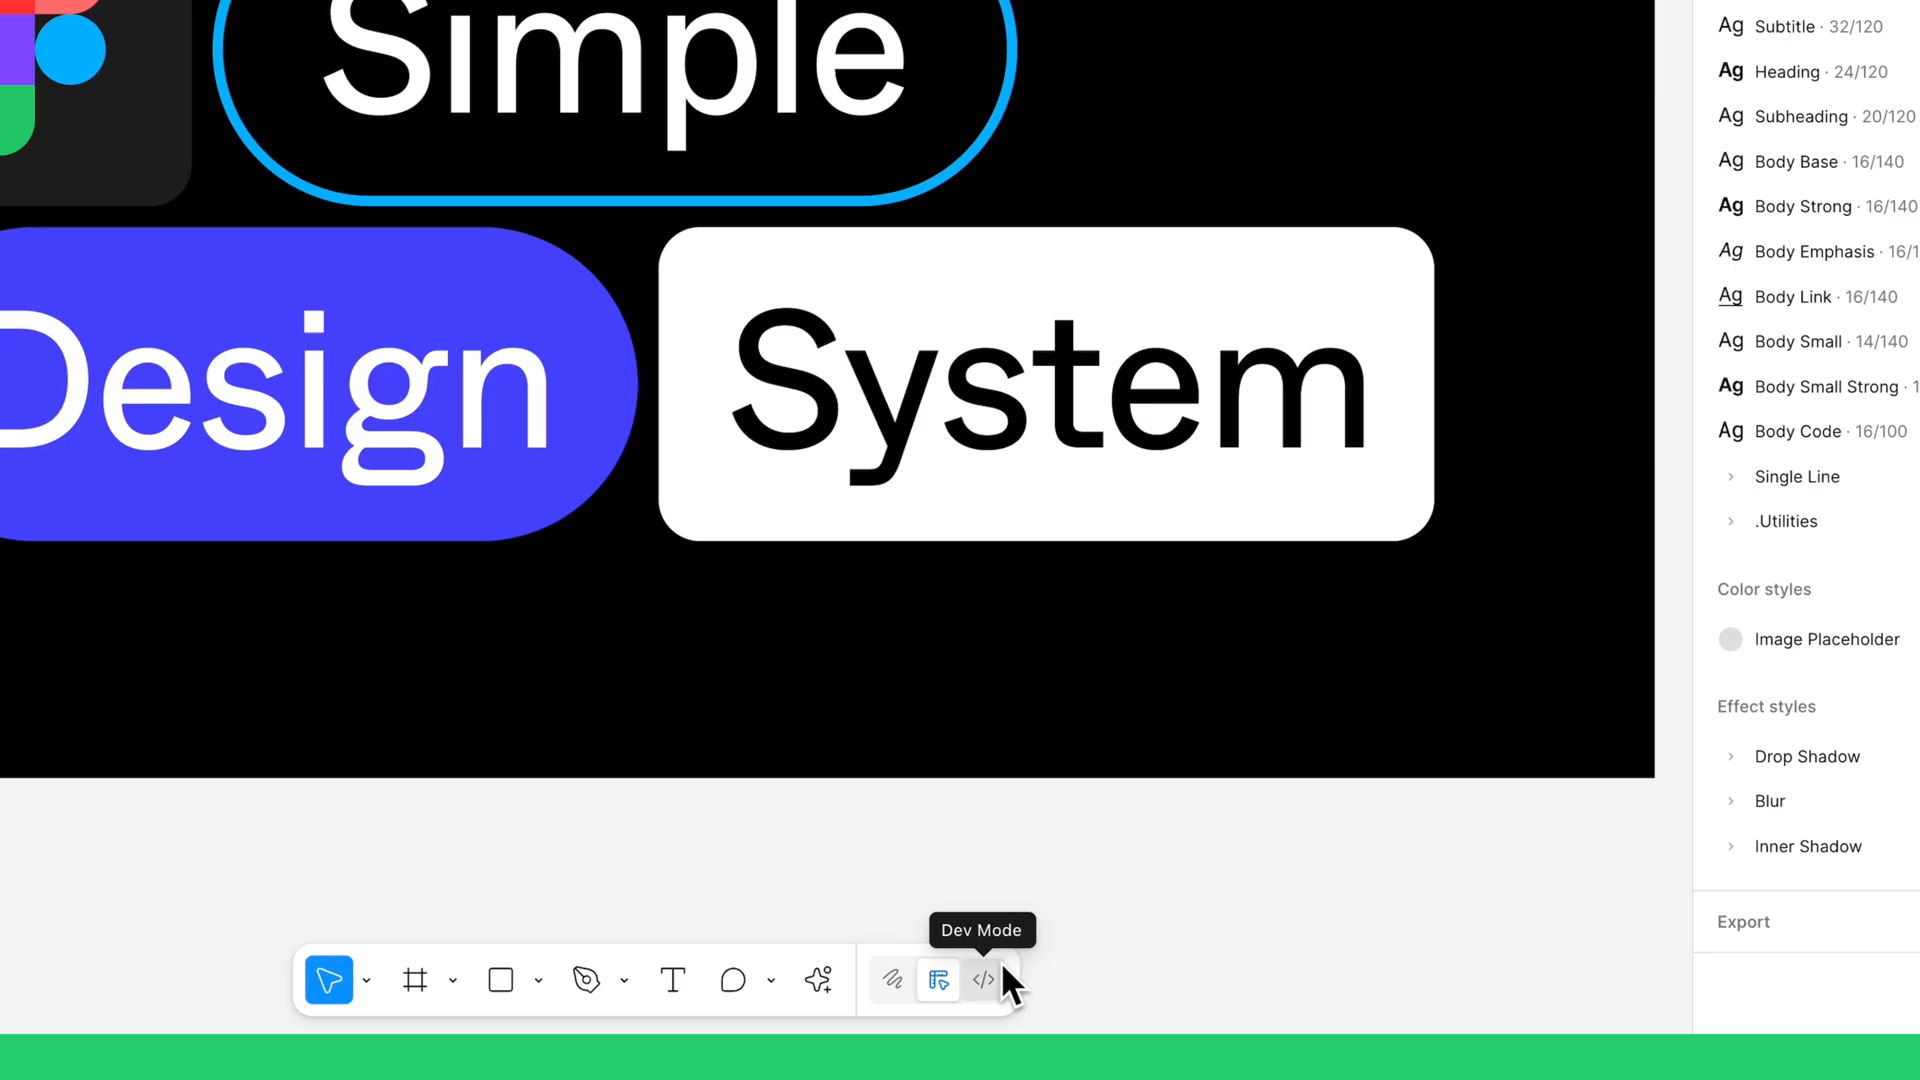 Simple
Design
System
Dev Mode
Ag Subtitle · 32/120
Ag Heading · 24/120
Ag Subheading · 20/120
Ag Body Base · 16/140
Ag Body Strong · 16/140
Ag Body Emphasis · 16/1
Ag Body Link · 16/140
Ag Body Small · 14/140
Ag Body Small Strong · 1
Ag Body Code · 16/100
Single Line
.Utilities
Color styles
Image Placeholder
Effect styles
Drop Shadow
Blur
Inner Shadow
Export